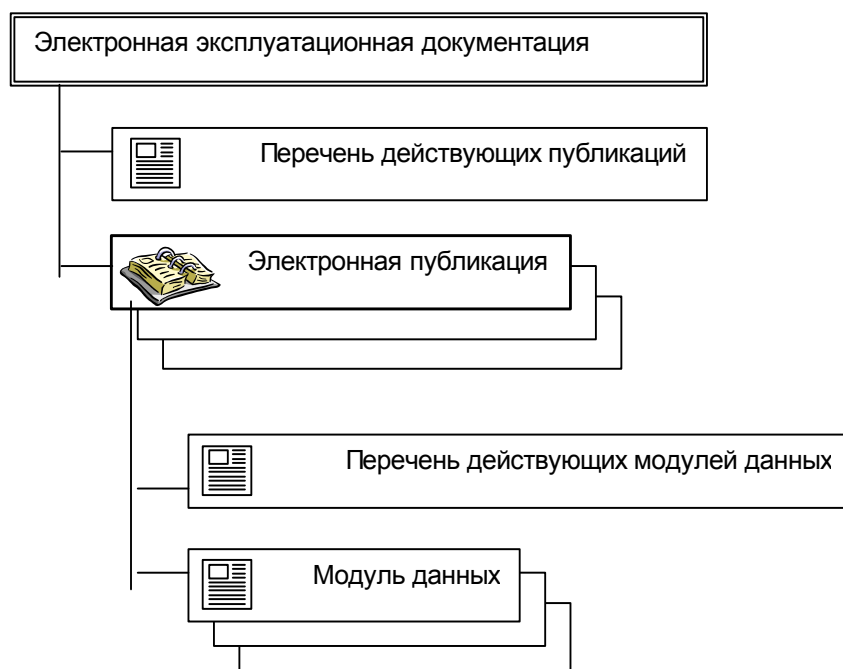 Электронная эксплуатационная документация
Перечень действующих публикаций
Электронная публикация
Перечень действующих модулей данных
Модуль данных